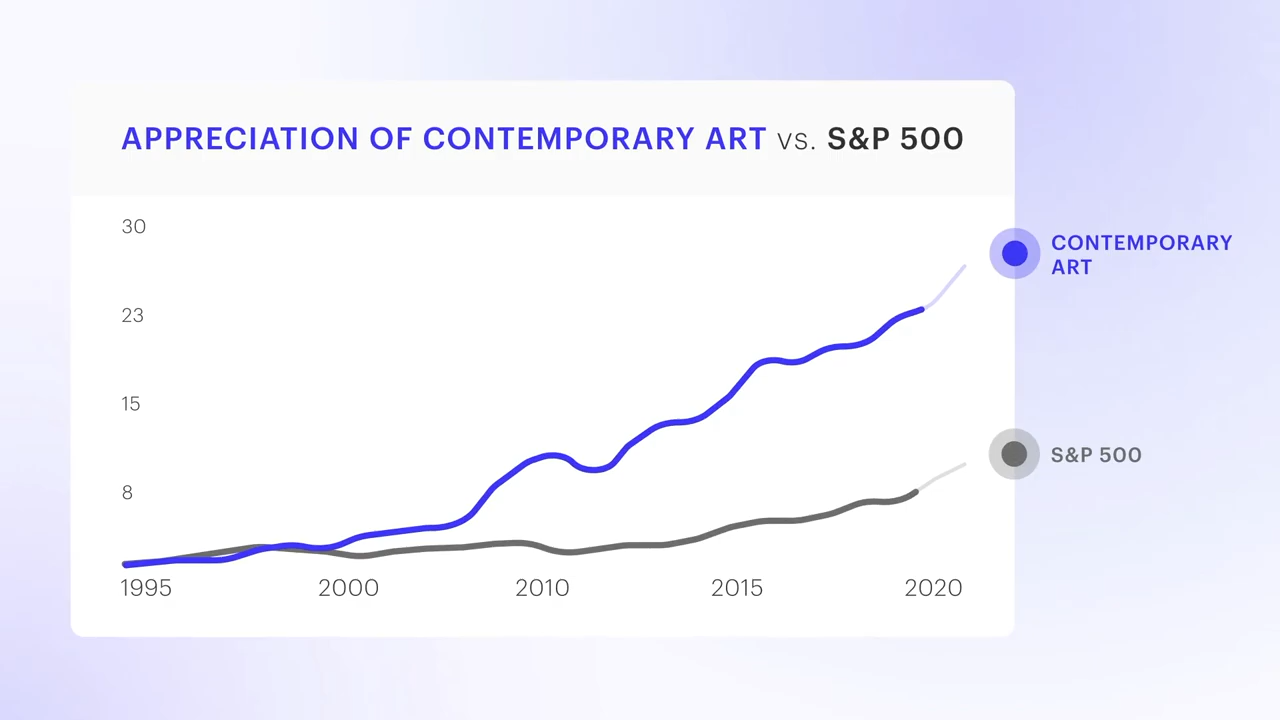 APPRECIATION OF CONTEMPORARY ART vs. S&P 500
30
CONTEMPORARY
ART
23
15
S&P 500
8
1995 2000 2010 2015 2020